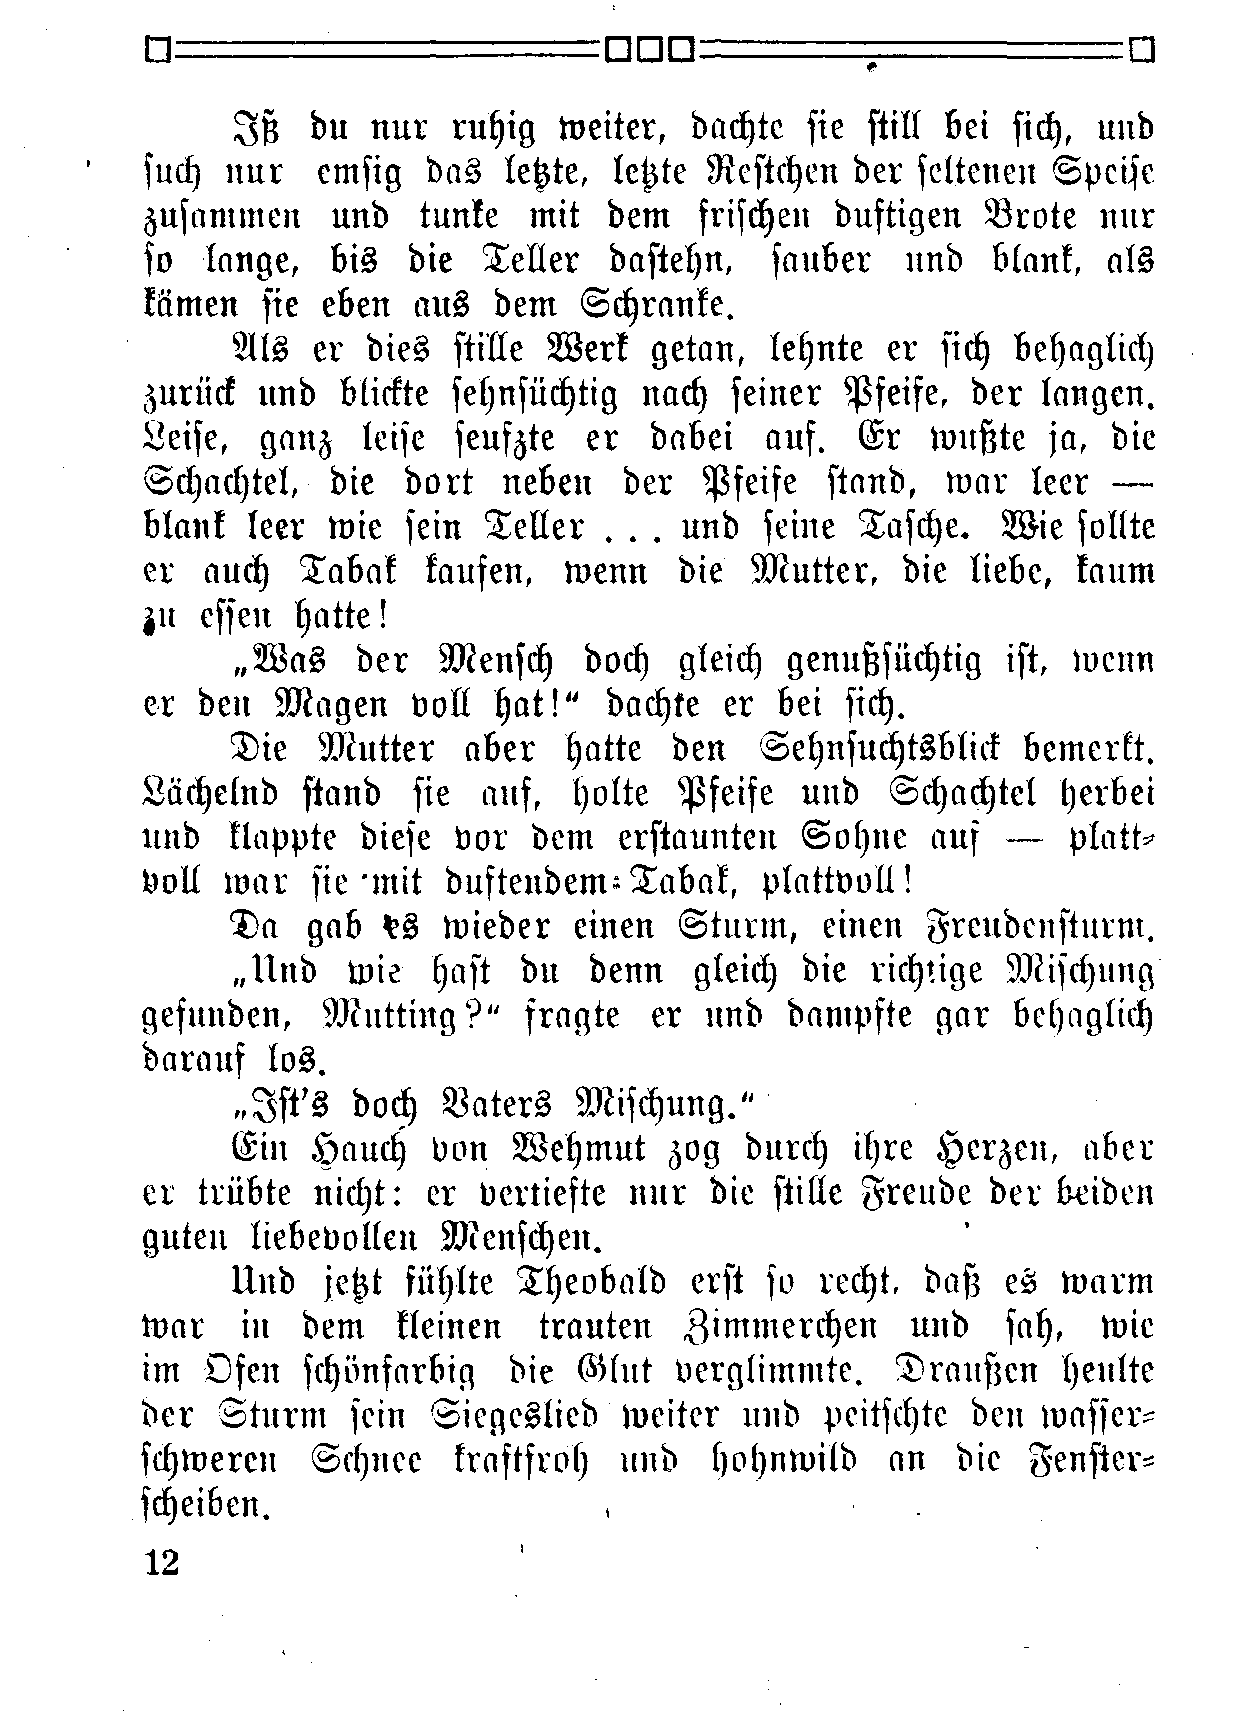 Iß du nur ruhig weiter, dachte sie still bei sich, und
such nur emsig das letzte, letzte Restchen der seltenen Speise
zusammen und tunke mit dem frischen duftigen Brote nur
so lange, bis die Teller dastehn, sauber und blank, als
kämen sie eben aus dem Schranke.
Als er dies stille Werk getan, lehnte er sich behaglich
zurück und blickte sehnsüchtig nach seiner Pfeife, der langen.
Leise, ganz leise seufzte er dabei auf. Er wußte ja, die
Schachtel, die dort neben der Pfeife stand, war leer —
blank leer wie sein Teller . . . und seine Tasche. Wie sollte
er auch Tabak kaufen, wenn die Mutter, die liebe, kaum
zu essen hatte!
„Was der Mensch doch gleich genußsüchtig ist, wenn
er den Magen voll hat!“ dachte er bei sich.
Die Mutter aber hatte den Sehnsuchtsblick bemerkt.
Lächelnd stand sie auf, holte Pfeife und Schachtel herbei
und klappte diese vor dem erstaunten Sohne auf — platt-
voll war sie mit duftendem Tabak, plattvoll!
Da gab es wieder einen Sturm, einen Freudensturm.
„Und wie hast du denn gleich die richtige Mischung
gefunden, Mutting?“ fragte er und dampfte gar behaglich
darauf los.
„Ist's doch Vaters Mischung.“
Ein Hauch von Wehmut zog durch ihre Herzen, aber
er trübte nicht: er vertiefte nur die stille Freude der beiden
guten liebevollen Menschen.
Und jetzt fühlte Theobald erst so recht, daß es warm
war in dem kleinen trauten Zimmerchen und sah, wie
im Ofen schönfarbig die Glut verglimmte. Draußen heulte
der Sturm sein Siegeslied weiter und peitschte den wasser-
schweren Schnee kraftfroh und hohnwild an die Fenster-
scheiben.
12